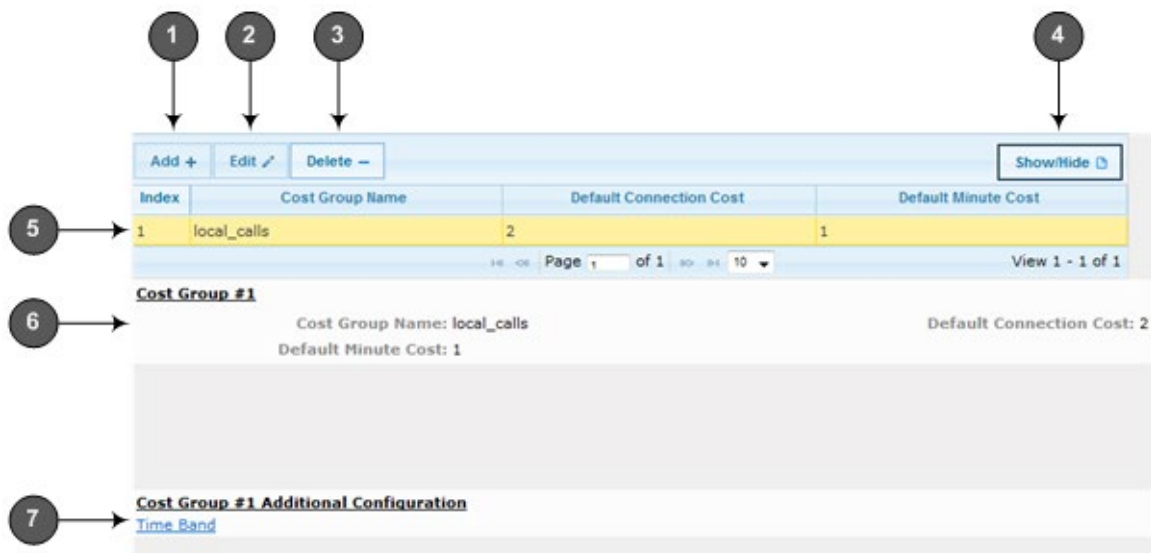 1 2 3 4
Add + Edit Delete – Show/Hide
Index Cost Group Name Default Connection Cost Default Minute Cost
5
1 local_calls 2 1
Page 1 of 1 10 View 1 - 1 of 1
Cost Group #1
6
Cost Group Name: local_calls Default Connection Cost: 2
Default Minute Cost: 1
Cost Group #1 Additional Configuration
7
Time Band